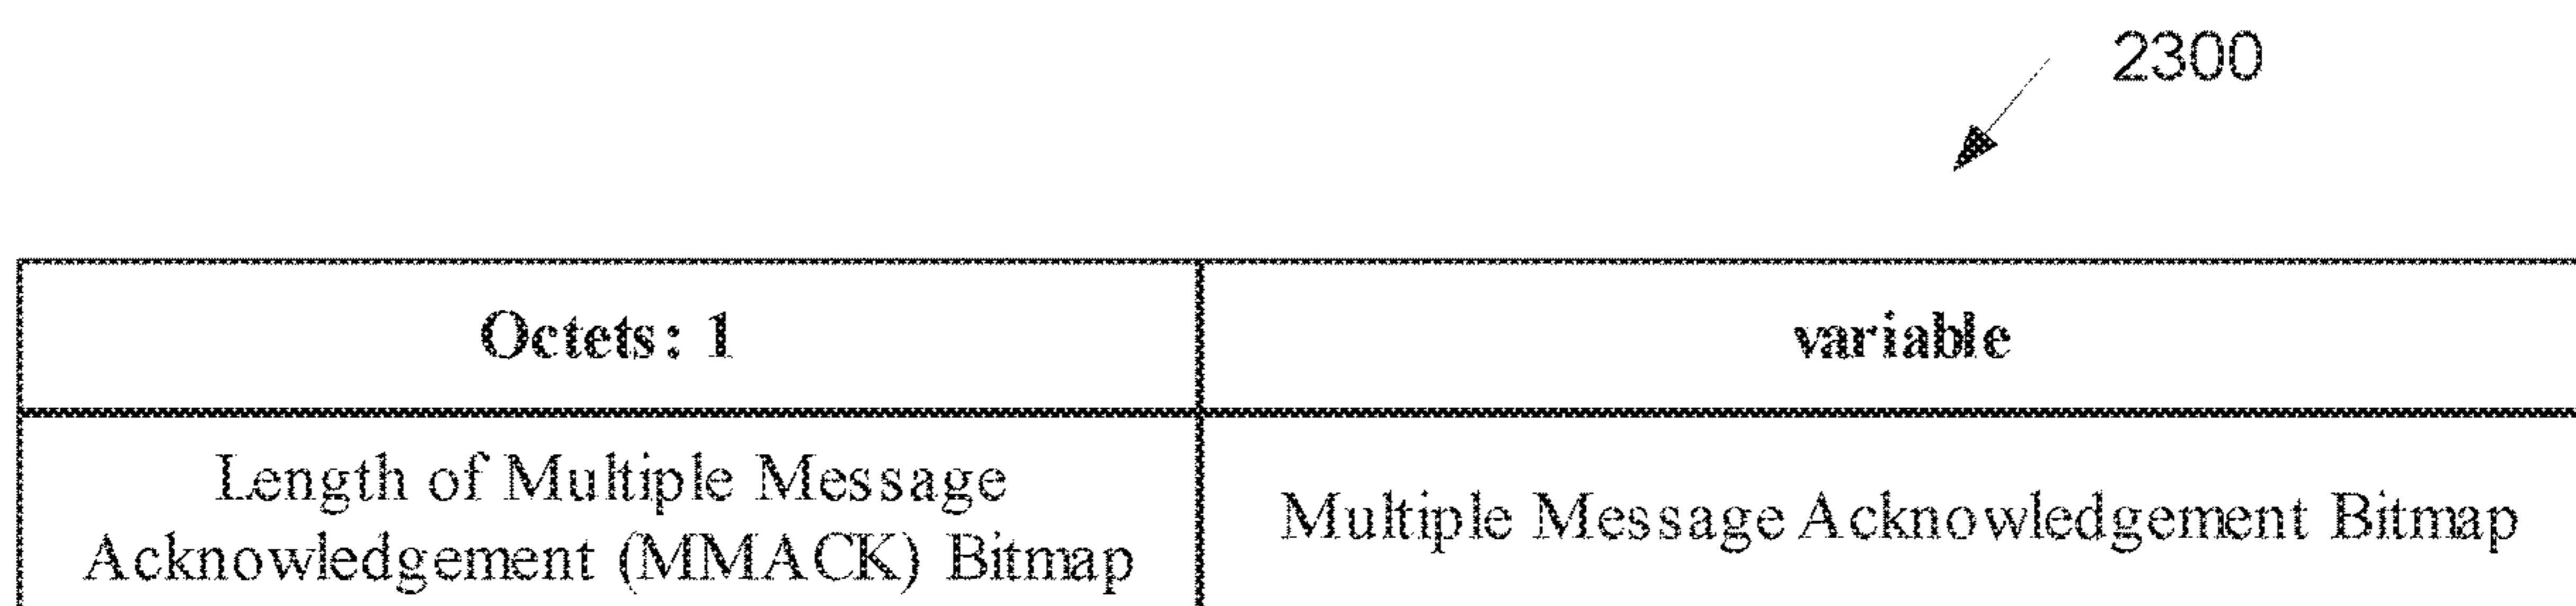 2300
Octets: 1
variable
Length of Multiple Message
Acknowledgement (MMACK) Bitmap
Multiple Message Acknowledgement Bitmap